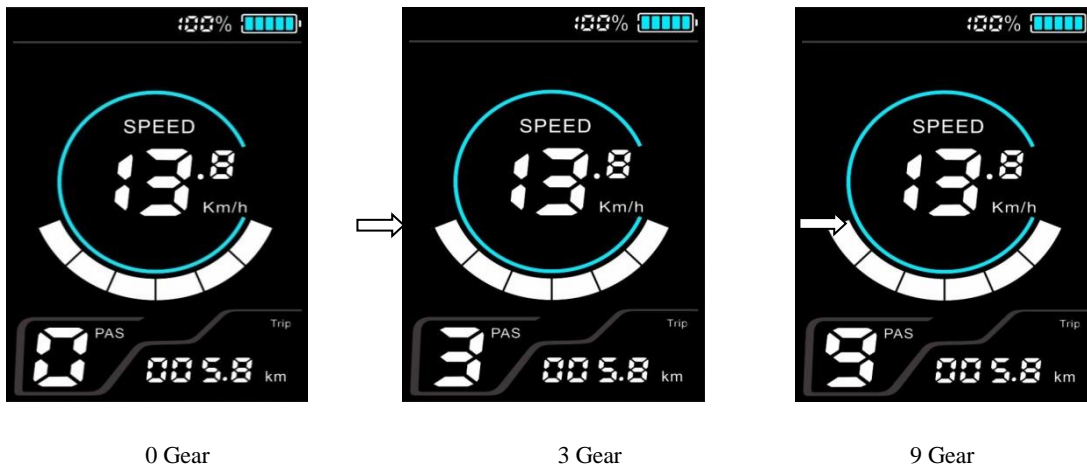 100%
SPEED
13.8
Km/h
0 PAS
Trip
005.8 km
100%
SPEED
13.8
Km/h
3 PAS
Trip
005.8 km
100%
SPEED
13.8
Km/h
9 PAS
Trip
005.8 km
0 Gear
3 Gear
9 Gear